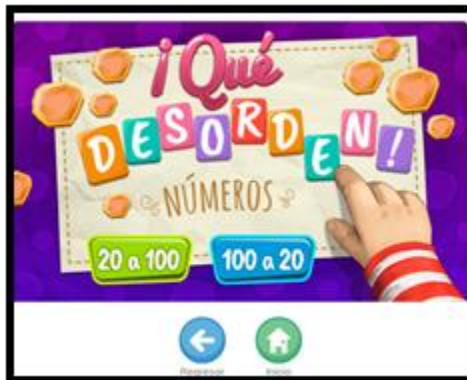 ¡Qué
DESORDEN!
NÚMEROS
20 a 100 100 a 20
Regresar Inicio